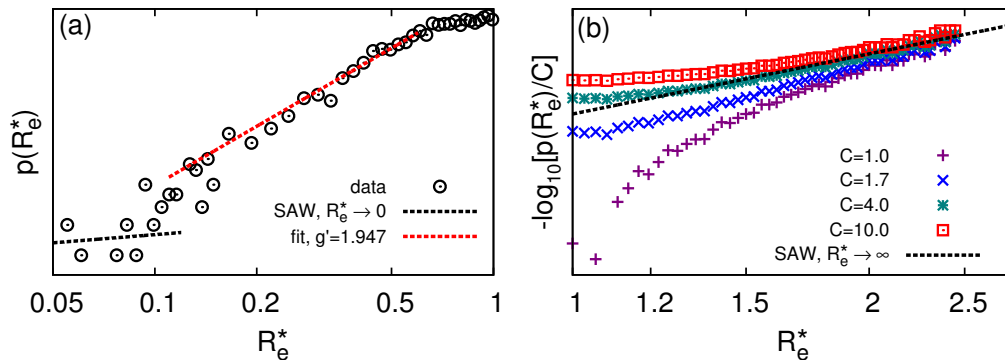 (a)
p(R*e)
data
SAW, R*e → 0
fit, g'=1.947
0.05
0.1
0.2
0.5
1
R*e
(b)
-log10[p(R*e)/C]
C=1.0
C=1.7
C=4.0
C=10.0
SAW, R*e → ∞
1
1.2
1.5
2
2.5
R*e